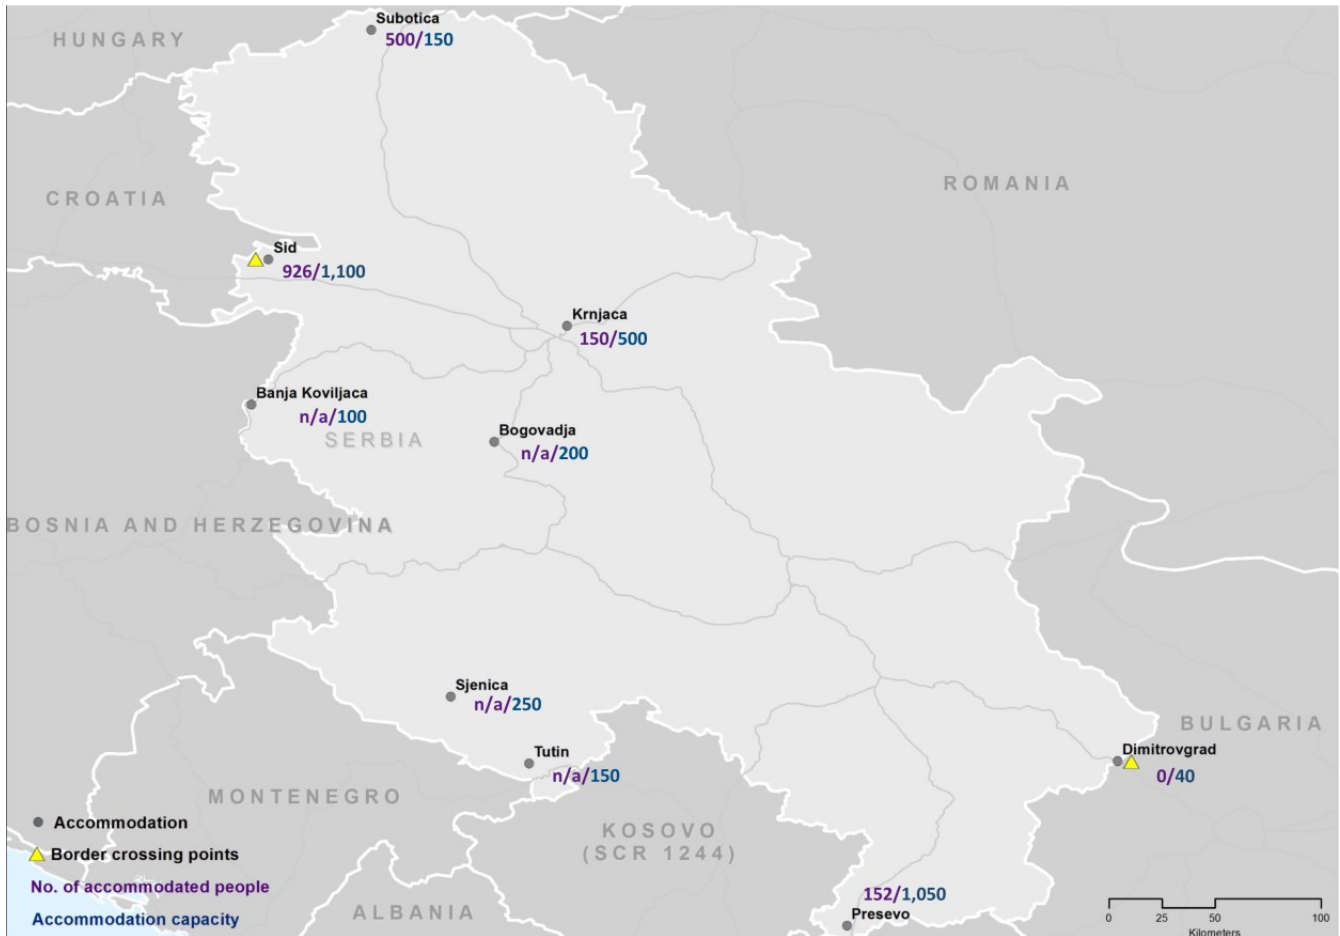 Subotica
500/150
HUNGARY
ROMANIA
CROATIA
Sid
926/1,100
Krnjaca
150/500
Banja Koviljaca
n/a/100
SERBIA
Bogovadja
n/a/200
BOSNIA AND HERZEGOVINA
Sjenica
n/a/250
BULGARIA
Tutin
n/a/150
Dimitrovgrad
0/40
MONTENEGRO
KOSOVO
(SCR 1244)
Accommodation
Border crossing points
No. of accommodated people
Accommodation capacity
ALBANIA
152/1,050
Presevo
0 25 50 100
Kilometers